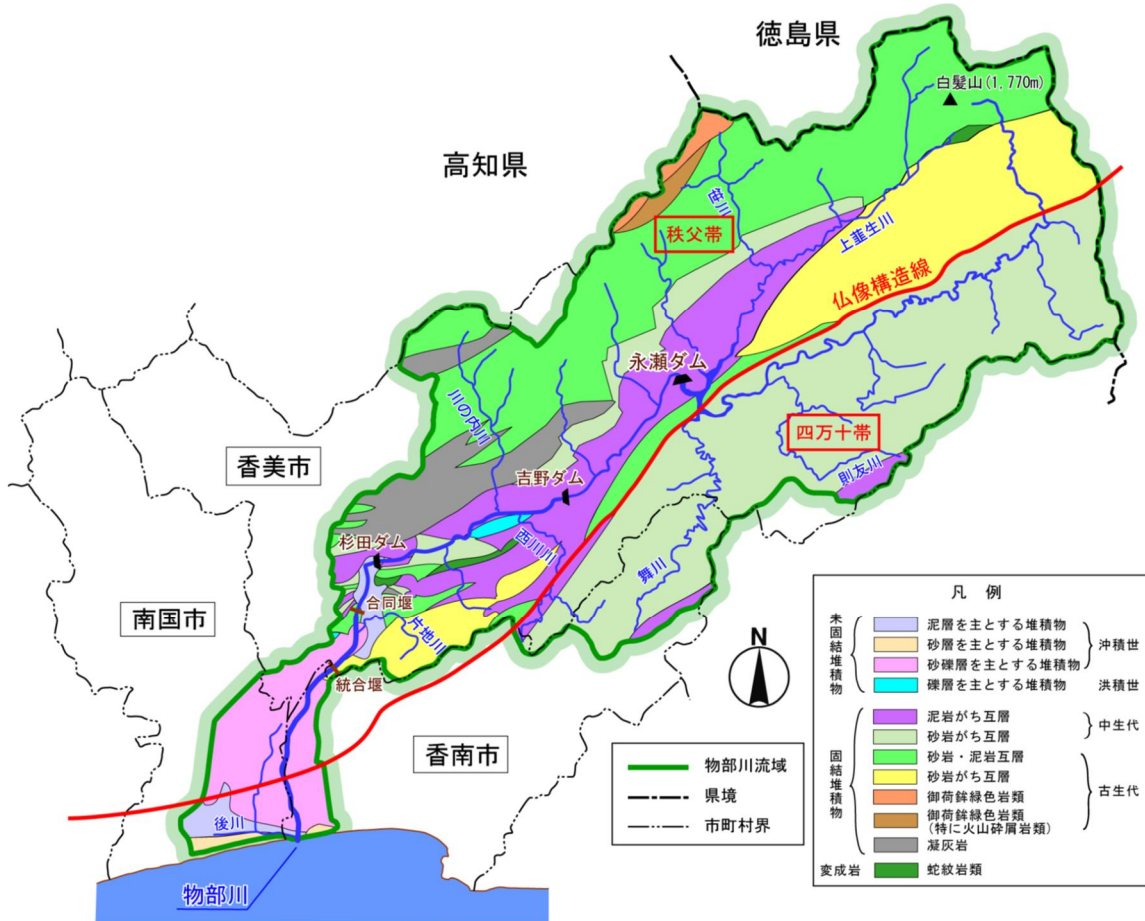 徳島県
白髪山(1,770m)
高知県
笹川
秩父帯
上韮生川
仏像構造線
永瀬ダム
川の内川
四万十帯
香美市
吉野ダム
則友川
西川川
杉田ダム
舞川
合同堰
南国市
片地川
統合堰
香南市
後川
物部川
N
物部川流域
県境
市町村界
凡 例
未固結堆積物
泥層を主とする堆積物
砂層を主とする堆積物
砂礫層を主とする堆積物
沖積世
礫層を主とする堆積物
洪積世
固結堆積物
泥岩がち互層
砂岩がち互層
中生代
砂岩・泥岩互層
砂岩がち互層
御荷鉾緑色岩類
御荷鉾緑色岩類
(特に火山砕屑岩類)
凝灰岩
古生代
変成岩
蛇紋岩類